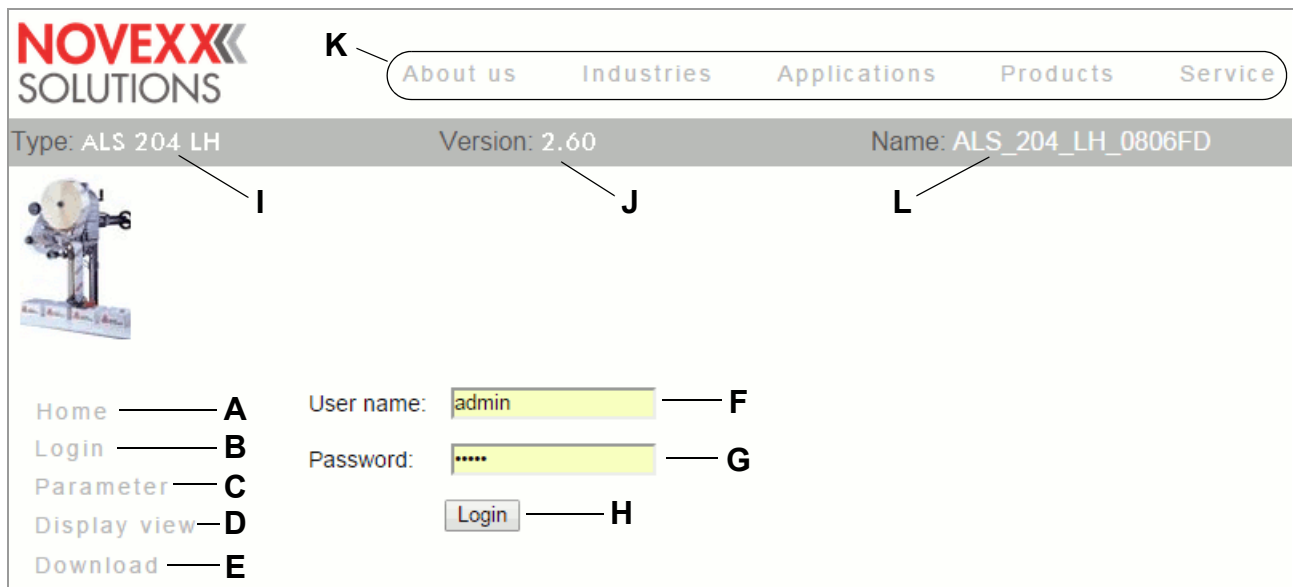 NOVEXX
SOLUTIONS
K
About us Industries Applications Products Service
Type: ALS 204 LH Version: 2.60 Name: ALS_204_LH_0806FD
I J L
Home A User name: admin F
Login B
Password: ••••• G
Parameter C
Login H
Display view D
Download E